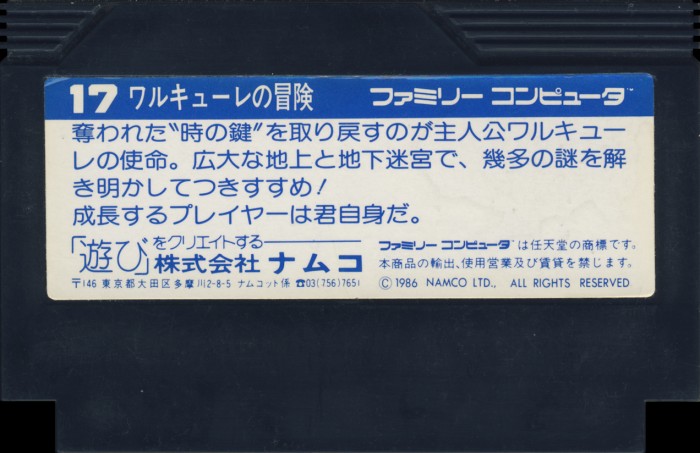 17 ワルキューレの冒険 ファミリー コンピュータ™
奪われた〝時の鍵〟を取り戻すのが主人公ワルキュー
レの使命。広大な地上と地下迷宮で、幾多の謎を解
き明かしてつきすすめ！
成長するプレイヤーは君自身だ。
「遊び」をクリエイトする
株式会社 ナムコ
〒146 東京都大田区多摩川2-8-5 ナムコット係 ☎03(756)7651
ファミリー コンピュータ™は任天堂の商標です。
本商品の輸出、使用営業及び賃貸を禁じます。
©1986 NAMCO LTD., ALL RIGHTS RESERVED